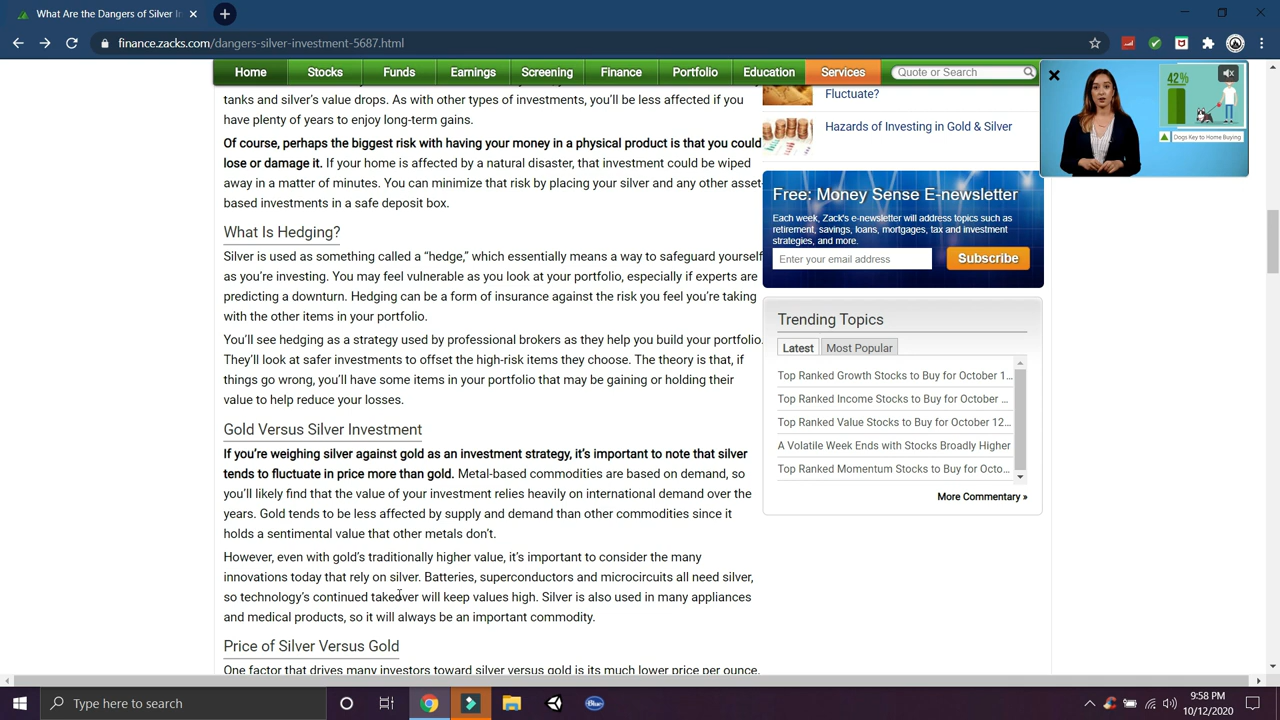 What Are the Dangers of Silver In
finance.zacks.com/dangers-silver-investment-5687.html
Home Stocks Funds Earnings Screening Finance Portfolio Education Services Quote or Search
tanks and silver's value drops. As with other types of investments, you'll be less affected if you
have plenty of years to enjoy long-term gains.
Of course, perhaps the biggest risk with having your money in a physical product is that you could
lose or damage it. If your home is affected by a natural disaster, that investment could be wiped
away in a matter of minutes. You can minimize that risk by placing your silver and any other asset-
based investments in a safe deposit box.
What Is Hedging?
Silver is used as something called a “hedge,” which essentially means a way to safeguard yourself
as you're investing. You may feel vulnerable as you look at your portfolio, especially if experts are
predicting a downturn. Hedging can be a form of insurance against the risk you feel you're taking
with the other items in your portfolio.
You'll see hedging as a strategy used by professional brokers as they help you build your portfolio.
They'll look at safer investments to offset the high-risk items they choose. The theory is that, if
things go wrong, you'll have some items in your portfolio that may be gaining or holding their
value to help reduce your losses.
Gold Versus Silver Investment
If you're weighing silver against gold as an investment strategy, it's important to note that silver
tends to fluctuate in price more than gold. Metal-based commodities are based on demand, so
you'll likely find that the value of your investment relies heavily on international demand over the
years. Gold tends to be less affected by supply and demand than other commodities since it
holds a sentimental value that other metals don't.
However, even with gold's traditionally higher value, it's important to consider the many
innovations today that rely on silver. Batteries, superconductors and microcircuits all need silver,
so technology's continued takeover will keep values high. Silver is also used in many appliances
and medical products, so it will always be an important commodity.
Price of Silver Versus Gold
One factor that drives many investors toward silver versus gold is its much lower price per ounce.
Fluctuate?
Hazards of Investing in Gold & Silver
Free: Money Sense E-newsletter
Each week, Zack's e-newsletter will address topics such as
retirement, savings, loans, mortgages, tax and investment
strategies, and more.
Enter your email address Subscribe
Trending Topics
Latest Most Popular
Top Ranked Growth Stocks to Buy for October 1...
Top Ranked Income Stocks to Buy for October ...
Top Ranked Value Stocks to Buy for October 12...
A Volatile Week Ends with Stocks Broadly Higher
Top Ranked Momentum Stocks to Buy for Octo...
More Commentary »
42%
Dogs Key to Home Buying
Type here to search
Blue
9:58 PM
10/12/2020